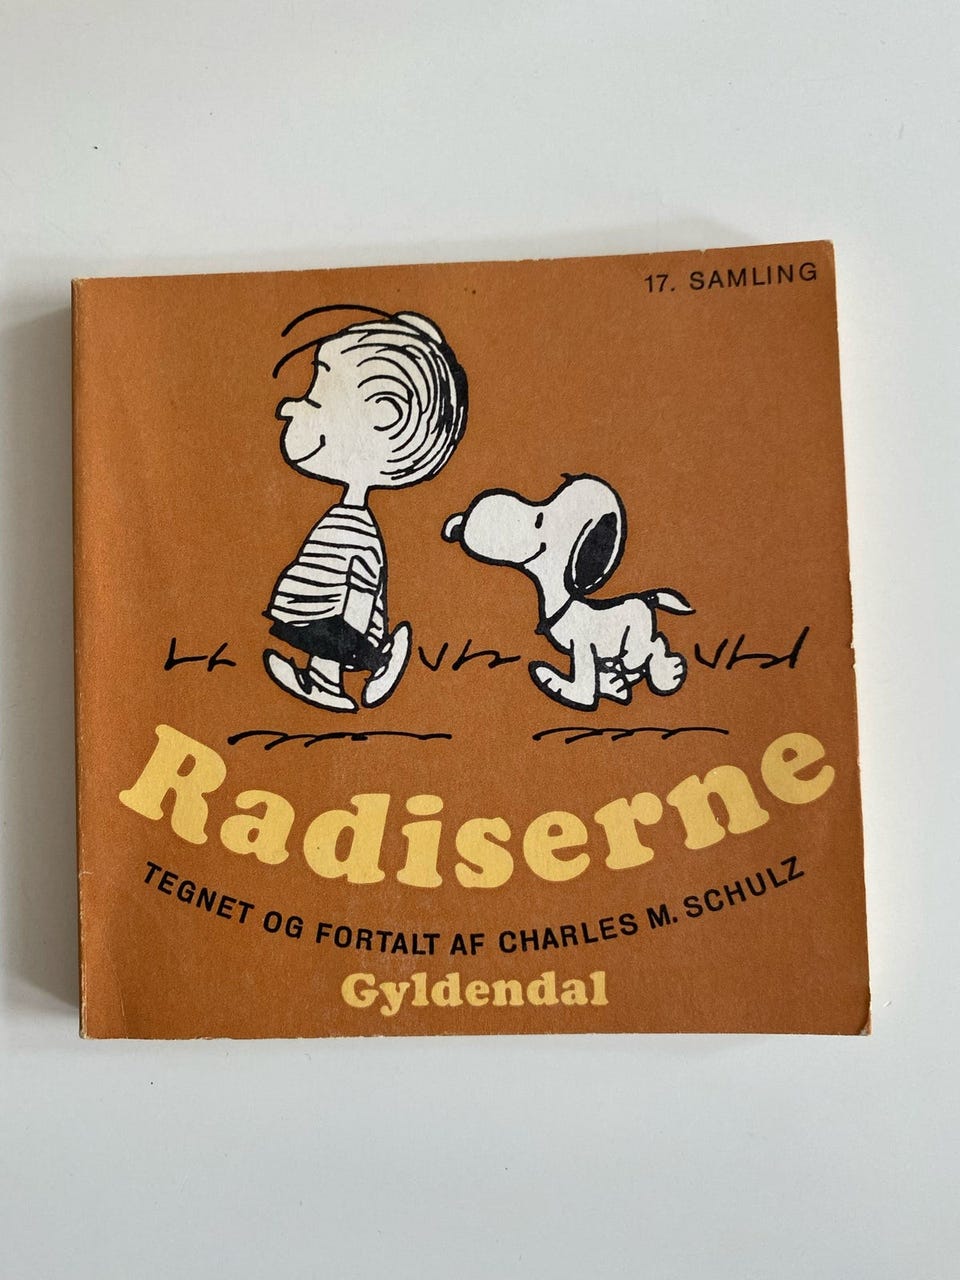 17. SAMLING
Radiserne
TEGNET OG FORTALT AF CHARLES M. SCHULZ
Gyldendal